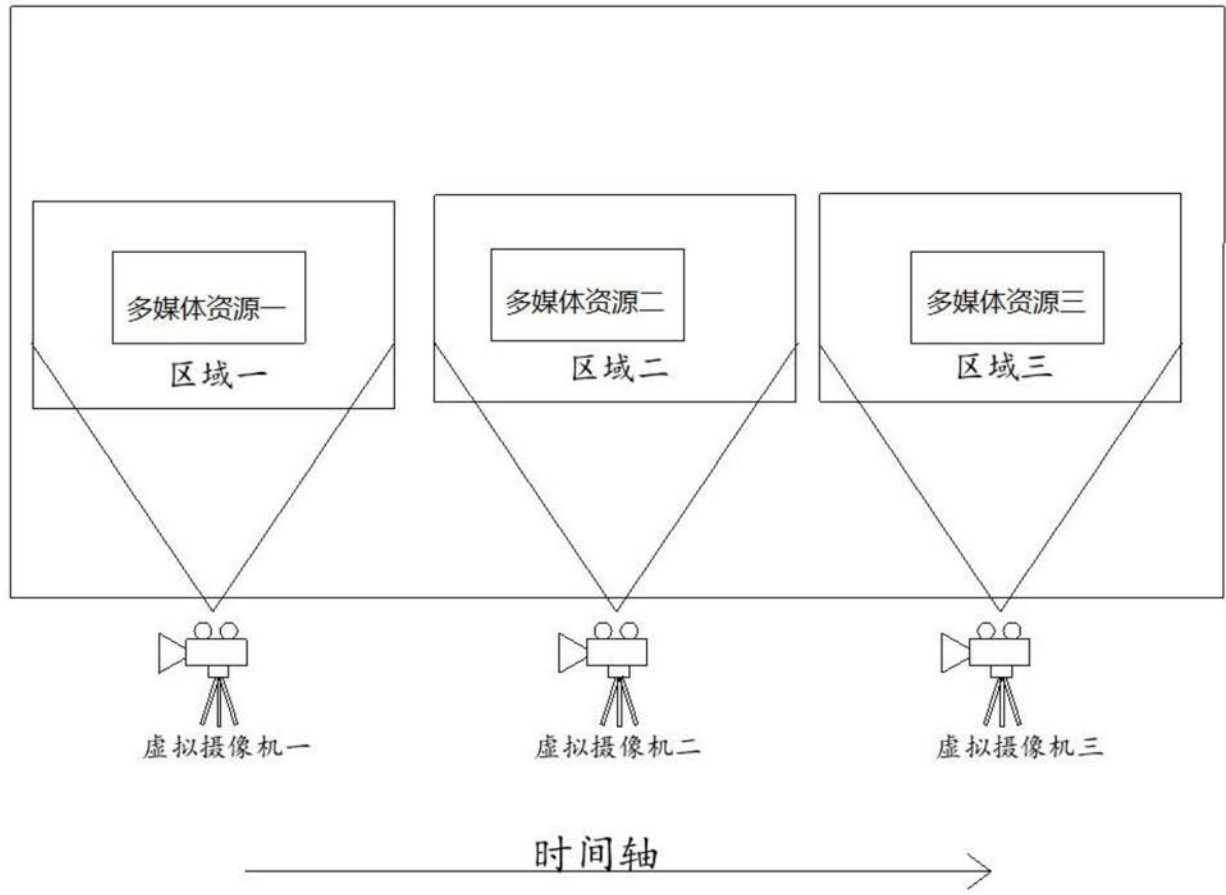 多媒体资源一
多媒体资源二
多媒体资源三
区域一
区域二
区域三
虚拟摄像机一
虚拟摄像机二
虚拟摄像机三
时间轴